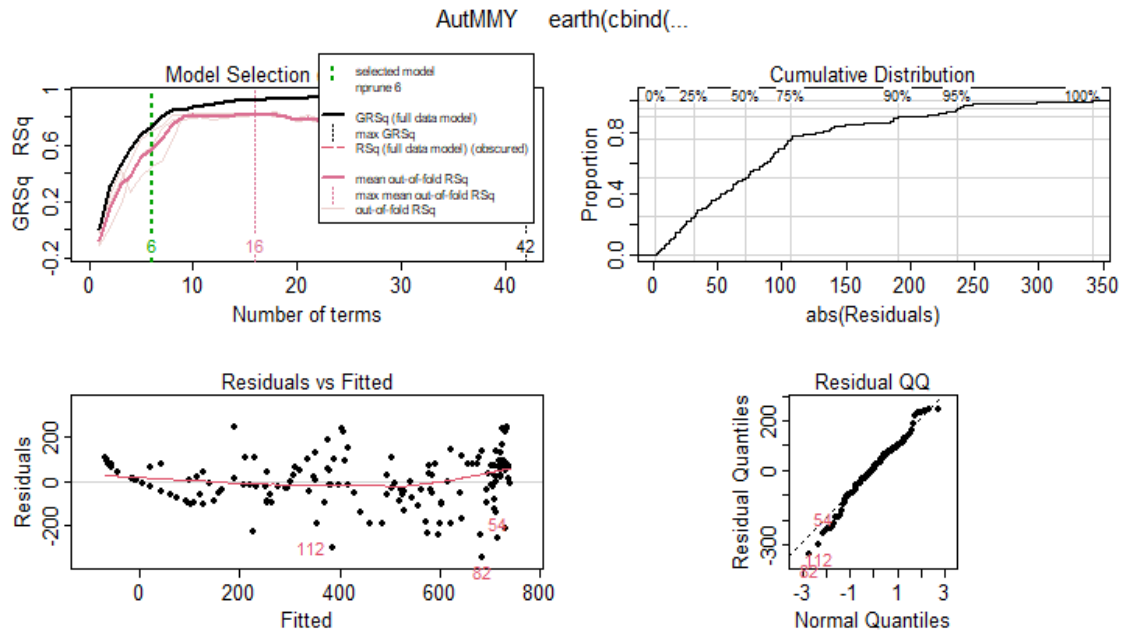 AutMMY earth(cbind(...
Model Selection
selected model
nprune 6
GRSq (full data model)
max GRSq
RSq (full data model) (obscured)
mean out-of-fold RSq
max mean out-of-fold RSq
out-of-fold RSq
GRSq RSq
-0.2 0.2 0.6 1
6 16 42
0 10 20 30 40
Number of terms
Cumulative Distribution
0% 25% 50% 75% 90% 95% 100%
Proportion
0.0 0.4 0.8
0 50 100 150 200 250 300 350
abs(Residuals)
Residuals vs Fitted
Residuals
-200 0 200
54
112
82
0 200 400 600 800
Fitted
Residual QQ
Residual Quantiles
-300 0 200
54
112
82
-3 -1 1 3
Normal Quantiles